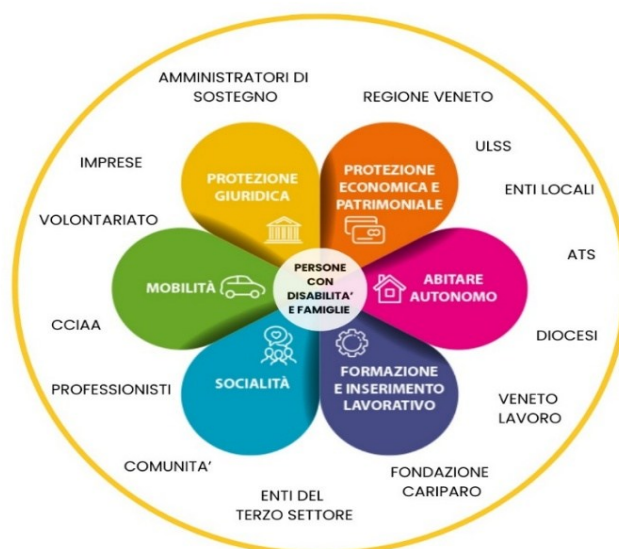 AMMINISTRATORI DI
SOSTEGNO
REGIONE VENETO
ULSS
ENTI LOCALI
ATS
DIOCESI
VENETO
LAVORO
FONDAZIONE
CARIPARO
ENTI DEL
TERZO SETTORE
COMUNITA'
PROFESSIONISTI
CCIAA
VOLONTARIATO
IMPRESE
PROTEZIONE
GIURIDICA
PROTEZIONE
ECONOMICA E
PATRIMONIALE
ABITARE
AUTONOMO
FORMAZIONE
E INSERIMENTO
LAVORATIVO
SOCIALITÀ
MOBILITÀ
PERSONE
CON
DISABILITA'
E FAMIGLIE